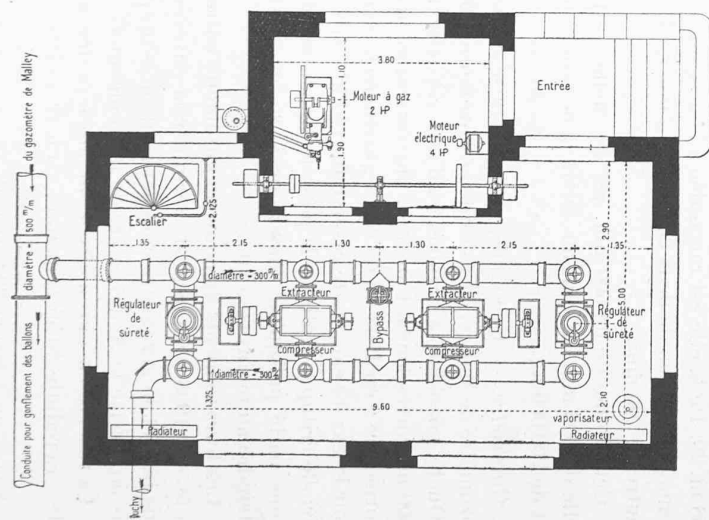 du gazomètre de Malley
diamètre = 500 m/m
Conduite pour gonflement des ballons
3.80
1.10
Moteur à gaz
2 HP
1.90
Moteur
électrique
4 HP
Entrée
Escalier
2.125
2.90
1.35
2.15
1.30
1.30
2.15
1.35
diamètre = 300 m/m
Extracteur
Extracteur
Régulateur
de
sûreté
Bypass
Régulateur
de
sûreté
5.00
Compresseur
Compresseur
diamètre = 300 m/m
1.325
9.60
2.10
vaporisateur
Radiateur
Radiateur
Ouchy